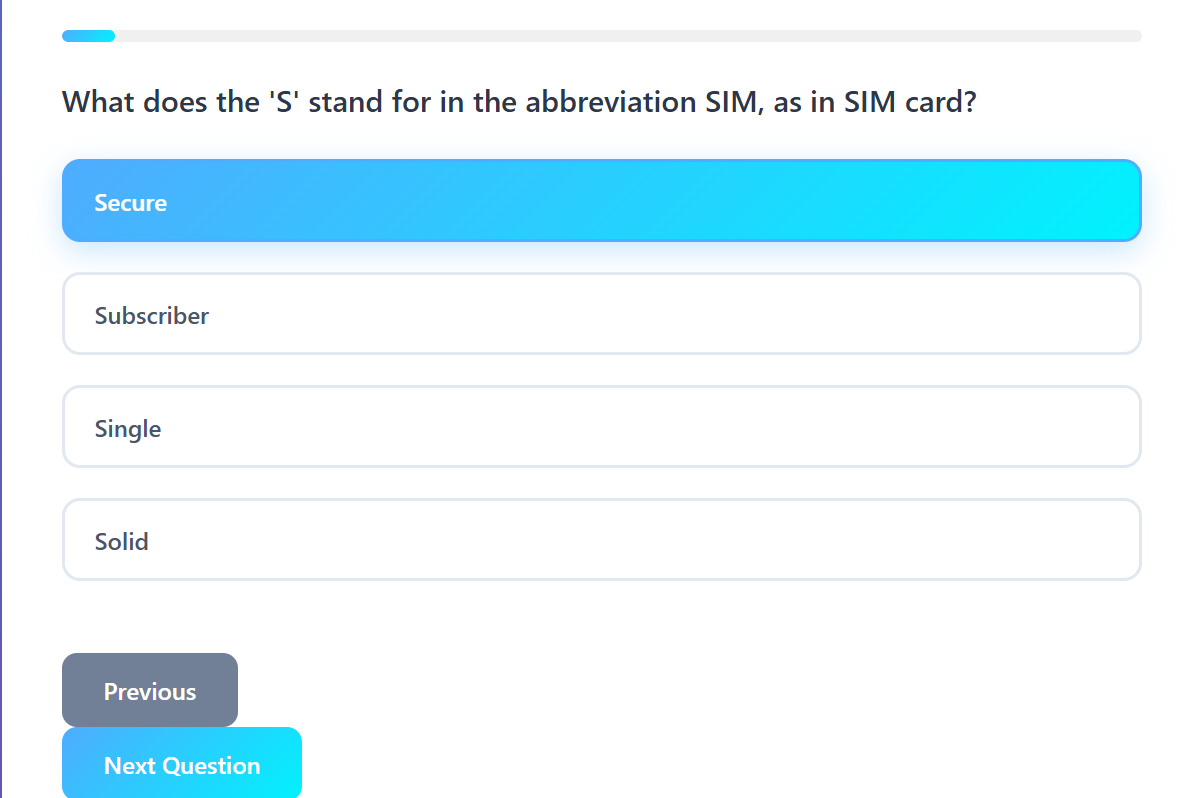 What does the 'S' stand for in the abbreviation SIM, as in SIM card?
Secure
Subscriber
Single
Solid
Previous
Next Question